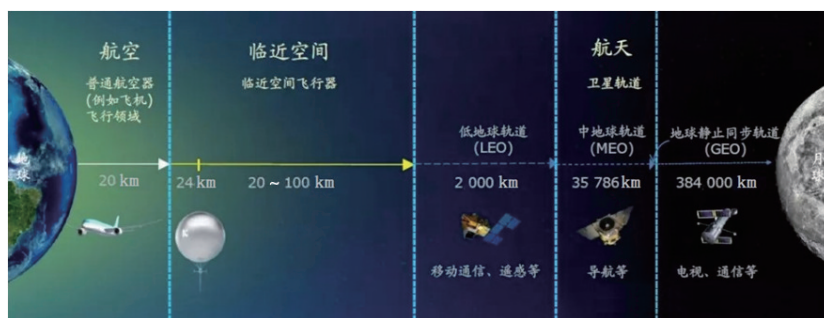 航空
临近空间
航天
普通航空器
(例如飞机)
飞行领域
临近空间飞行器
卫星轨道
地球
低地球轨道
(LEO)
中地球轨道
(MEO)
地球静止同步轨道
(GEO)
月球
20 km
24 km
20 ~ 100 km
2 000 km
35 786 km
384 000 km
移动通信、遥感等
导航等
电视、通信等